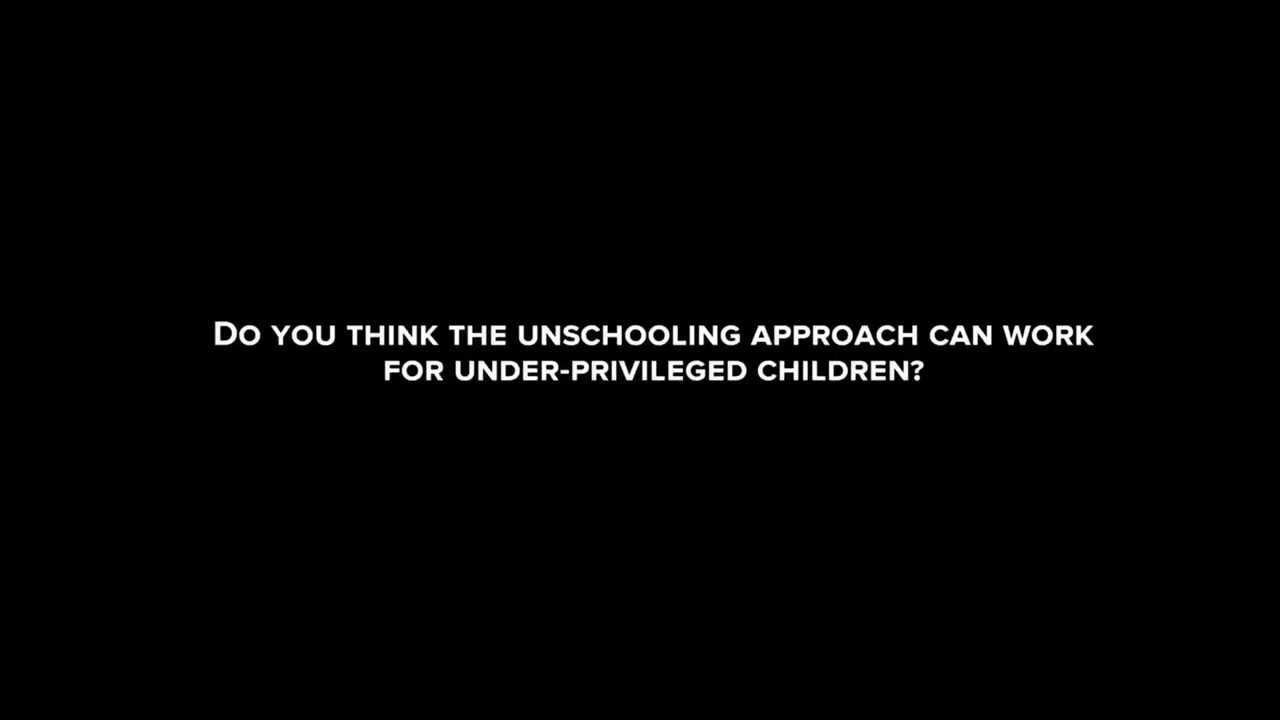 Do you think the unschooling approach can work
for under-privileged children?